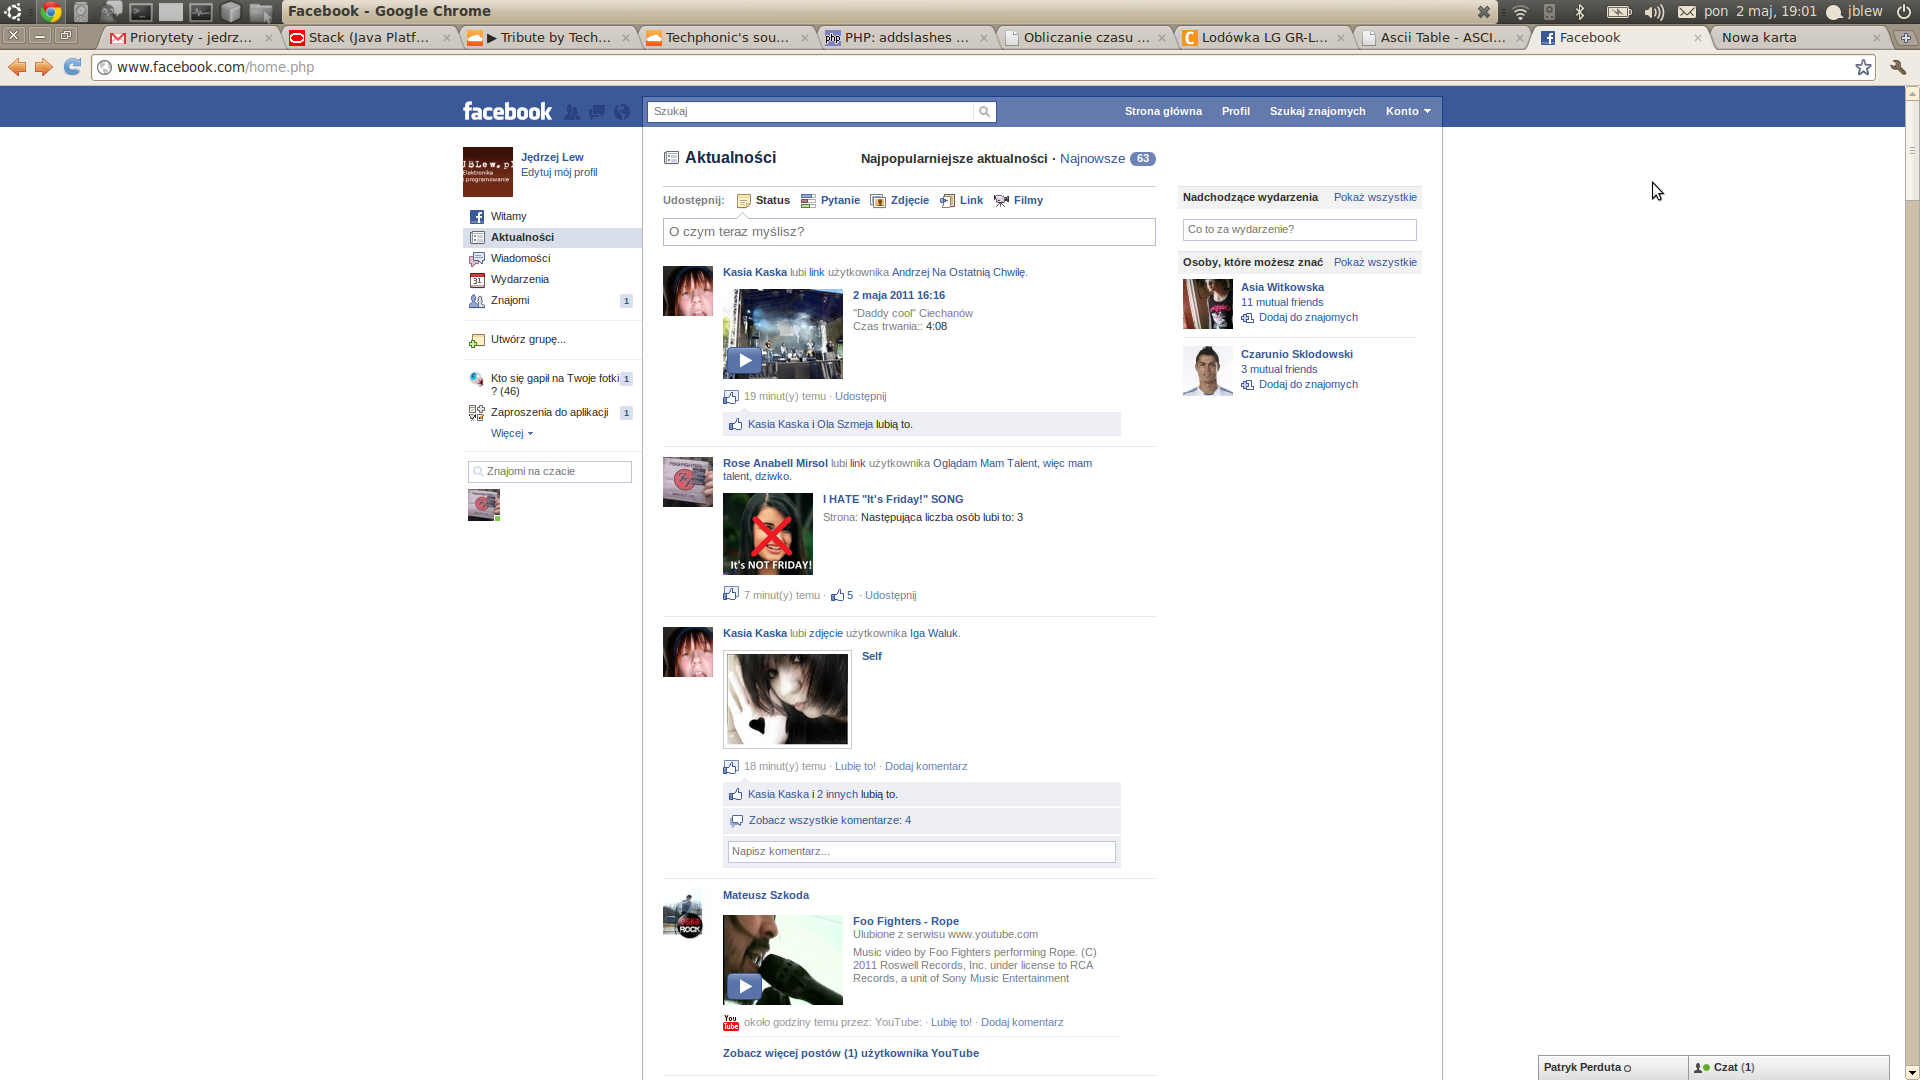 Facebook - Google Chrome
pon 2 maj, 19:01 jblew
Priorytety - jedrz...
Stack (Java Platf...
▶ Tribute by Tech...
Techphonic's sou...
PHP: addslashes ...
Obliczanie czasu ...
Lodówka LG GR-L...
Ascii Table - ASCI...
Facebook
Nowa karta
www.facebook.com/home.php
facebook
Szukaj
Strona główna
Profil
Szukaj znajomych
Konto
JBLew.pl
Elektronika
i programowanie
Jędrzej Lew
Edytuj mój profil
Witamy
Aktualności
Wiadomości
Wydarzenia
Znajomi 1
Utwórz grupę...
Kto się gapił na Twoje fotki 1
? (46)
Zaproszenia do aplikacji 1
Więcej
Znajomi na czacie
Aktualności
Najpopularniejsze aktualności · Najnowsze 63
Udostępnij: Status Pytanie Zdjęcie Link Filmy
O czym teraz myślisz?
Kasia Kaska lubi link użytkownika Andrzej Na Ostatnią Chwilę.
2 maja 2011 16:16
"Daddy cool" Ciechanów
Czas trwania:: 4:08
19 minut(y) temu · Udostępnij
Kasia Kaska i Ola Szmeja lubią to.
Rose Anabell Mirsol lubi link użytkownika Oglądam Mam Talent, więc mam
talent, dziwko.
I HATE "It's Friday!" SONG
Strona: Następująca liczba osób lubi to: 3
It's NOT FRIDAY!
7 minut(y) temu · 5 · Udostępnij
Kasia Kaska lubi zdjęcie użytkownika Iga Waluk.
Self
18 minut(y) temu · Lubię to! · Dodaj komentarz
Kasia Kaska i 2 innych lubią to.
Zobacz wszystkie komentarze: 4
Napisz komentarz...
Mateusz Szkoda
ROCK
Foo Fighters - Rope
Ulubione z serwisu www.youtube.com
Music video by Foo Fighters performing Rope. (C)
2011 Roswell Records, Inc. under license to RCA
Records, a unit of Sony Music Entertainment
You
Tube
około godziny temu przez: YouTube: · Lubię to! · Dodaj komentarz
Zobacz więcej postów (1) użytkownika YouTube
Nadchodzące wydarzenia Pokaż wszystkie
Co to za wydarzenie?
Osoby, które możesz znać Pokaż wszystkie
Asia Witkowska
11 mutual friends
Dodaj do znajomych
Czarunio Skłodowski
3 mutual friends
Dodaj do znajomych
Patryk Perduta
Czat (1)